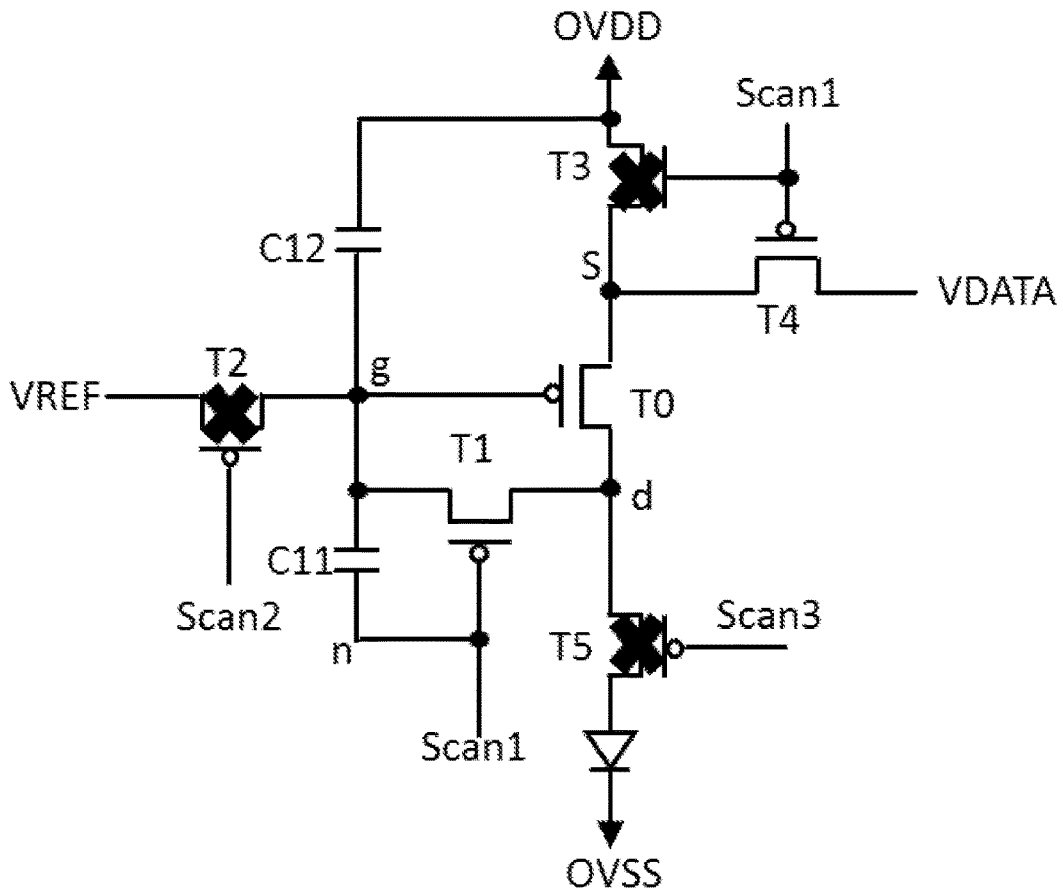 OVDD
Scan1
T3
C12
S
VDATA
T4
T2
g
VREF
T0
T1
d
C11
Scan2
Scan3
T5
n
Scan1
OVSS